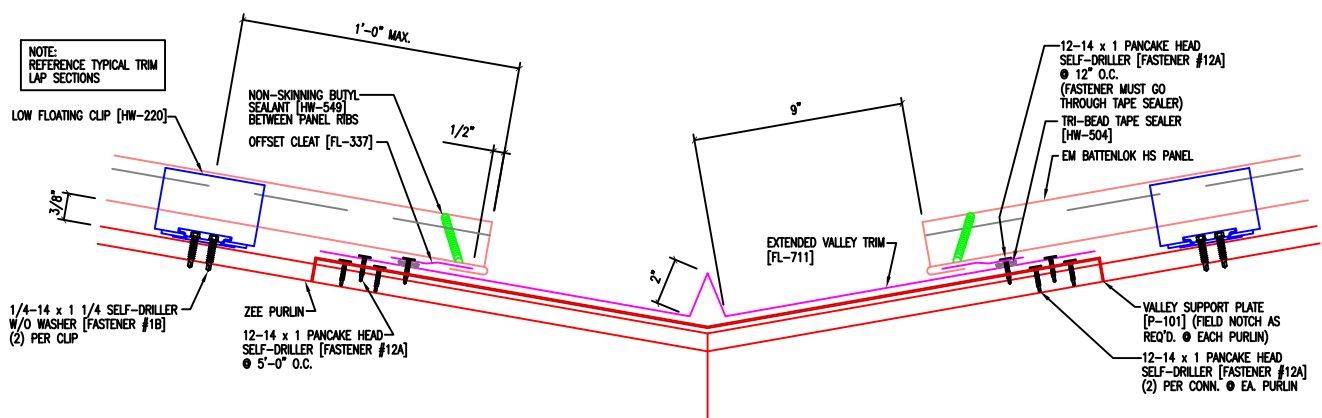 NOTE:
REFERENCE TYPICAL TRIM
LAP SECTIONS
LOW FLOATING CLIP [HW-220]
3/8"
1'-0" MAX.
NON-SKINNING BUTYL
SEALANT [HW-549]
BETWEEN PANEL RIBS
OFFSET CLEAT [FL-337]
1/2"
9"
12-14 x 1 PANCAKE HEAD
SELF-DRILLER [FASTENER #12A]
@ 12" O.C.
(FASTENER MUST GO
THROUGH TAPE SEALER)
TRI-BEAD TAPE SEALER
[HW-504]
EM BATTENLOK HS PANEL
EXTENDED VALLEY TRIM
[FL-711]
2"
1/4-14 x 1 1/4 SELF-DRILLER
W/O WASHER [FASTENER #1B]
(2) PER CLIP
ZEE PURLIN
12-14 x 1 PANCAKE HEAD
SELF-DRILLER [FASTENER #12A]
@ 5'-0" O.C.
VALLEY SUPPORT PLATE
[P-101] (FIELD NOTCH AS
REQ'D. @ EACH PURLIN)
12-14 x 1 PANCAKE HEAD
SELF-DRILLER [FASTENER #12A]
(2) PER CONN. @ EA. PURLIN